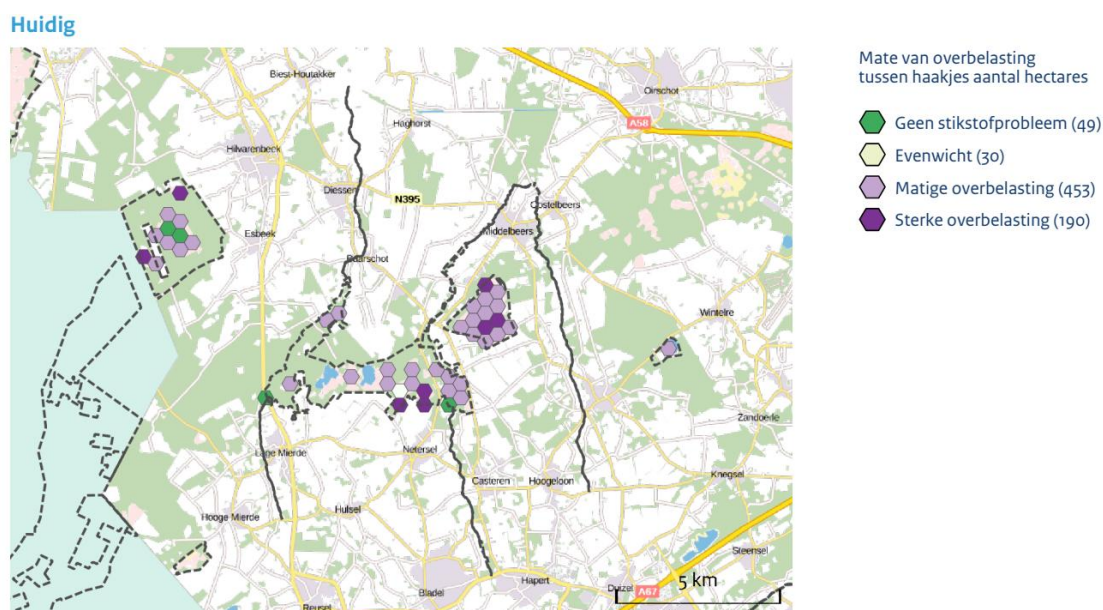 Huidig
Biest-Houtakker
Oirschot
Haghorst
A58
Hilvarenbeek
Diessen
N395
Oostelbeers
Middelbeers
Esbeek
Baarschot
Wintelre
Zandoerle
Netersel
Lage Mierde
Casteren
Hoogeloon
Knegsel
Hooge Mierde
Hulsel
Steensel
5 km
Hapert
Duizel
A67
Bladel
Reusel
Mate van overbelasting
tussen haakjes aantal hectares
Geen stikstofprobleem (49)
Evenwicht (30)
Matige overbelasting (453)
Sterke overbelasting (190)